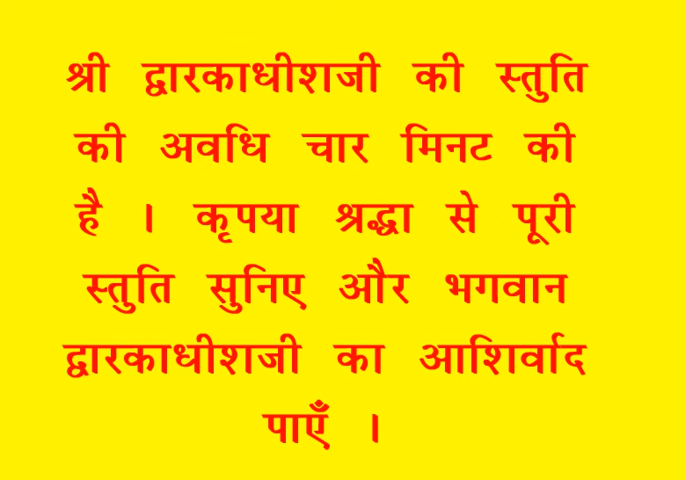 श्री द्वारकाधीशजी की स्तुति
की अवधि चार मिनट की
है । कृपया श्रद्धा से पूरी
स्तुति सुनिए और भगवान
द्वारकाधीशजी का आशिर्वाद
पाएँ ।